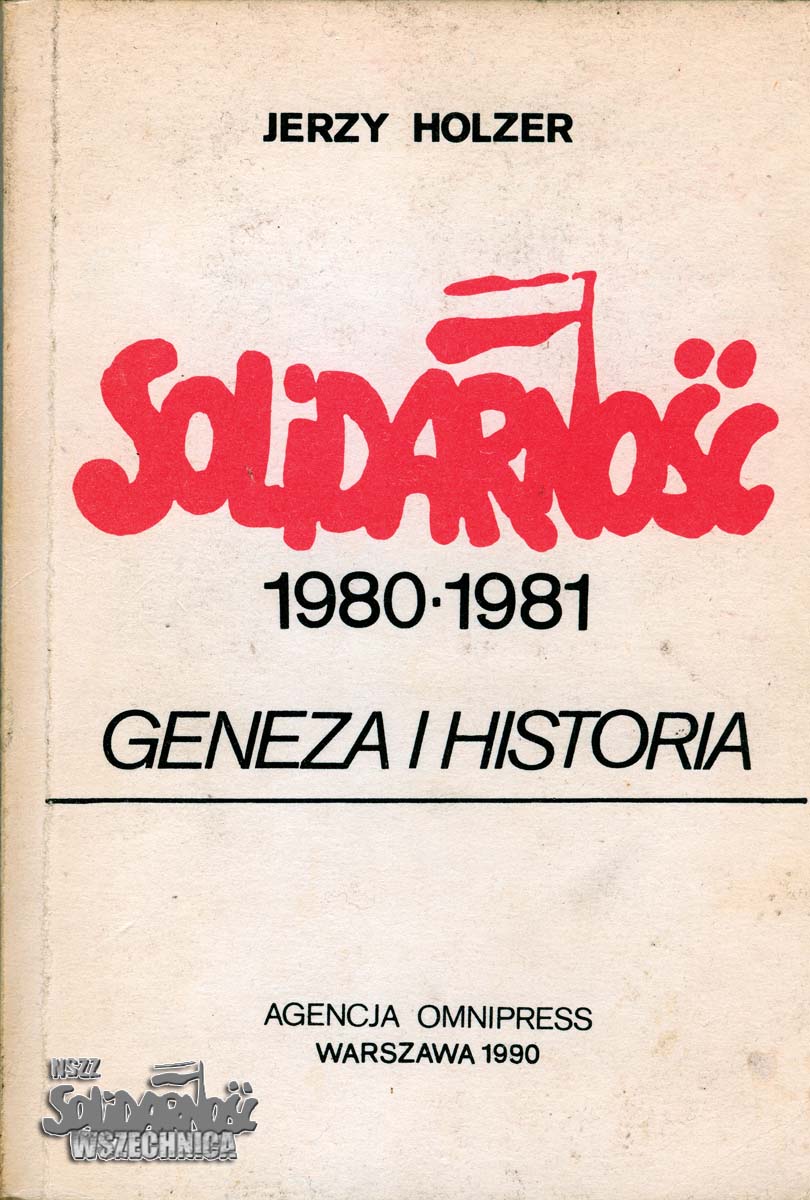 JERZY HOLZER
SOLiDARNOŚĆ
1980·1981
GENEZA I HISTORIA
AGENCJA OMNIPRESS
WARSZAWA 1990
NSZZ
SOLiDARNOŚĆ
WSZECHNICA